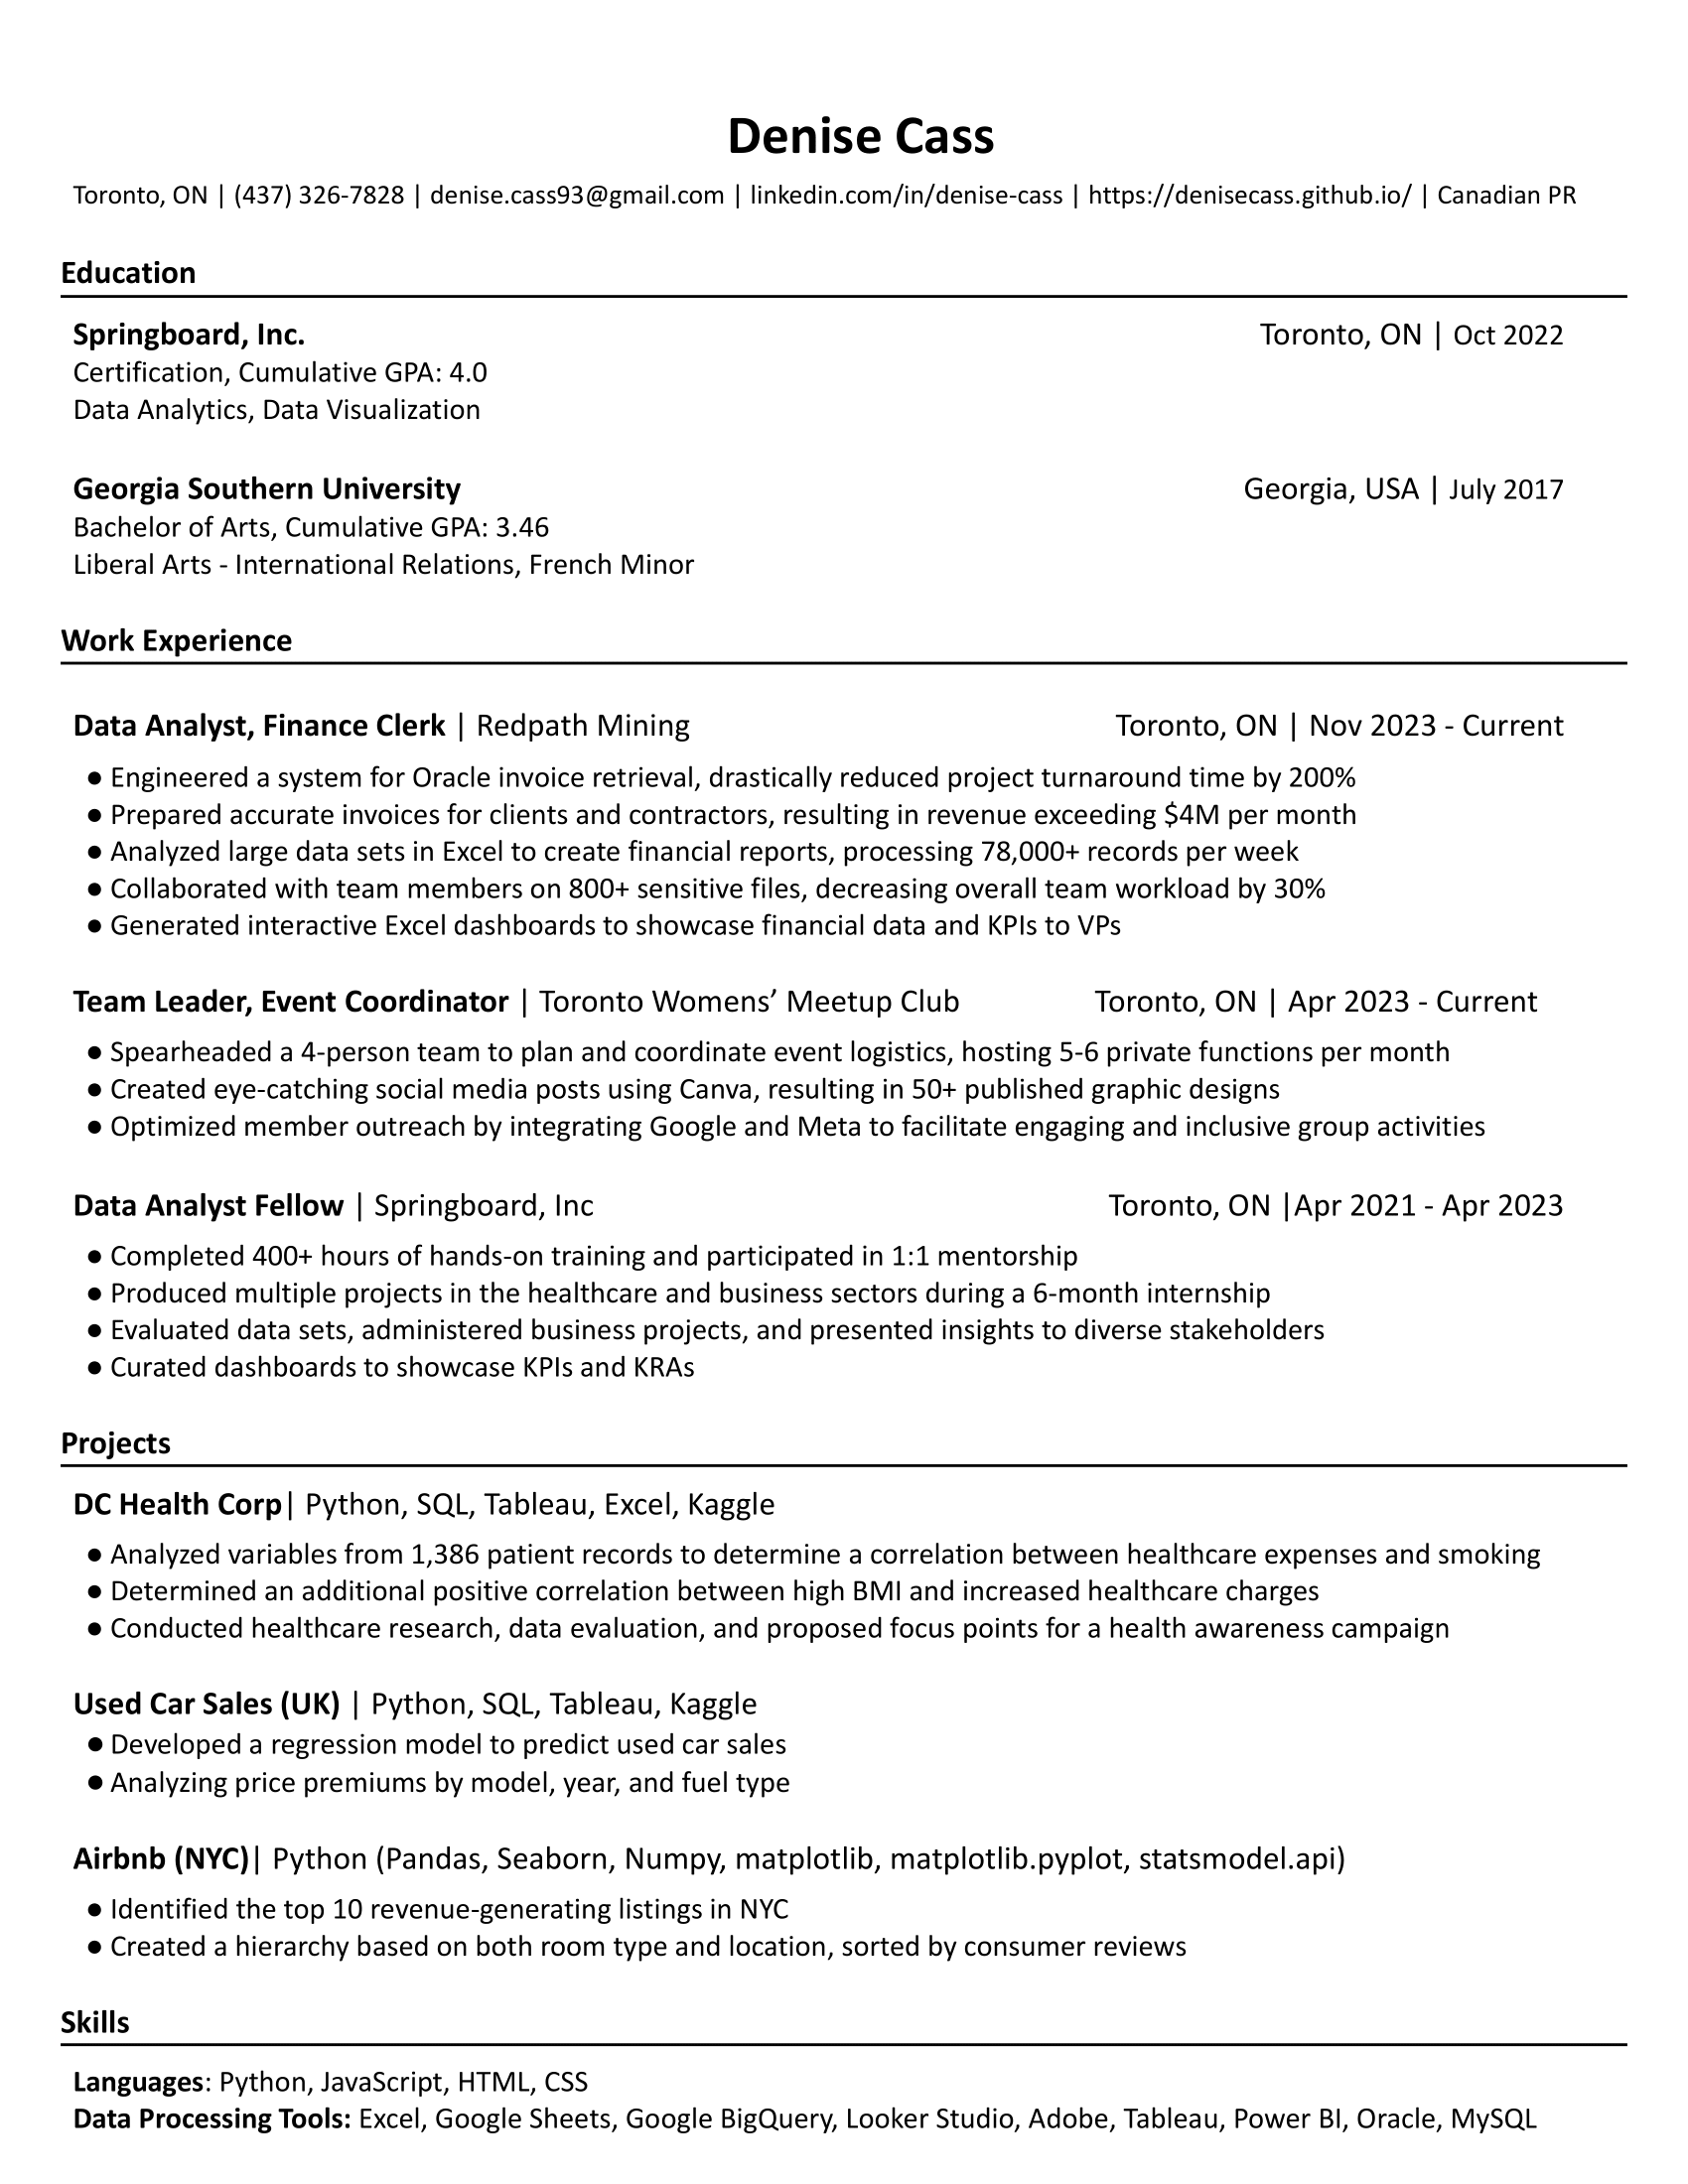 Denise Cass
Toronto, ON | (437) 326-7828 | denise.cass93@gmail.com | linkedin.com/in/denise-cass | https://denisecass.github.io/ | Canadian PR
Education
Springboard, Inc. Toronto, ON | Oct 2022
Certification, Cumulative GPA: 4.0
Data Analytics, Data Visualization
Georgia Southern University Georgia, USA | July 2017
Bachelor of Arts, Cumulative GPA: 3.46
Liberal Arts - International Relations, French Minor
Work Experience
Data Analyst, Finance Clerk | Redpath Mining Toronto, ON | Nov 2023 - Current
● Engineered a system for Oracle invoice retrieval, drastically reduced project turnaround time by 200%
● Prepared accurate invoices for clients and contractors, resulting in revenue exceeding $4M per month
● Analyzed large data sets in Excel to create financial reports, processing 78,000+ records per week
● Collaborated with team members on 800+ sensitive files, decreasing overall team workload by 30%
● Generated interactive Excel dashboards to showcase financial data and KPIs to VPs
Team Leader, Event Coordinator | Toronto Womens’ Meetup Club Toronto, ON | Apr 2023 - Current
● Spearheaded a 4-person team to plan and coordinate event logistics, hosting 5-6 private functions per month
● Created eye-catching social media posts using Canva, resulting in 50+ published graphic designs
● Optimized member outreach by integrating Google and Meta to facilitate engaging and inclusive group activities
Data Analyst Fellow | Springboard, Inc Toronto, ON |Apr 2021 - Apr 2023
● Completed 400+ hours of hands-on training and participated in 1:1 mentorship
● Produced multiple projects in the healthcare and business sectors during a 6-month internship
● Evaluated data sets, administered business projects, and presented insights to diverse stakeholders
● Curated dashboards to showcase KPIs and KRAs
Projects
DC Health Corp| Python, SQL, Tableau, Excel, Kaggle
● Analyzed variables from 1,386 patient records to determine a correlation between healthcare expenses and smoking
● Determined an additional positive correlation between high BMI and increased healthcare charges
● Conducted healthcare research, data evaluation, and proposed focus points for a health awareness campaign
Used Car Sales (UK) | Python, SQL, Tableau, Kaggle
● Developed a regression model to predict used car sales
● Analyzing price premiums by model, year, and fuel type
Airbnb (NYC)| Python (Pandas, Seaborn, Numpy, matplotlib, matplotlib.pyplot, statsmodel.api)
● Identified the top 10 revenue-generating listings in NYC
● Created a hierarchy based on both room type and location, sorted by consumer reviews
Skills
Languages: Python, JavaScript, HTML, CSS
Data Processing Tools: Excel, Google Sheets, Google BigQuery, Looker Studio, Adobe, Tableau, Power BI, Oracle, MySQL